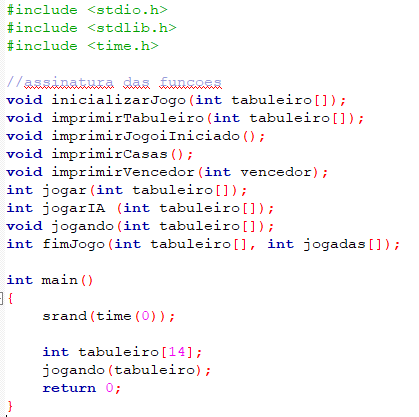 #include <stdio.h>
#include <stdlib.h>
#include <time.h>

//assinatura das funcoes
void inicializarJogo(int tabuleiro[]);
void imprimirTabuleiro(int tabuleiro[]);
void imprimirJogoiIniciado();
void imprimirCasas();
void imprimirVencedor(int vencedor);
int jogar(int tabuleiro[]);
int jogarIA (int tabuleiro[]);
void jogando(int tabuleiro[]);
int fimJogo(int tabuleiro[], int jogadas[]);

int main()
{
    srand(time(0));

    int tabuleiro[14];
    jogando(tabuleiro);
    return 0;
}